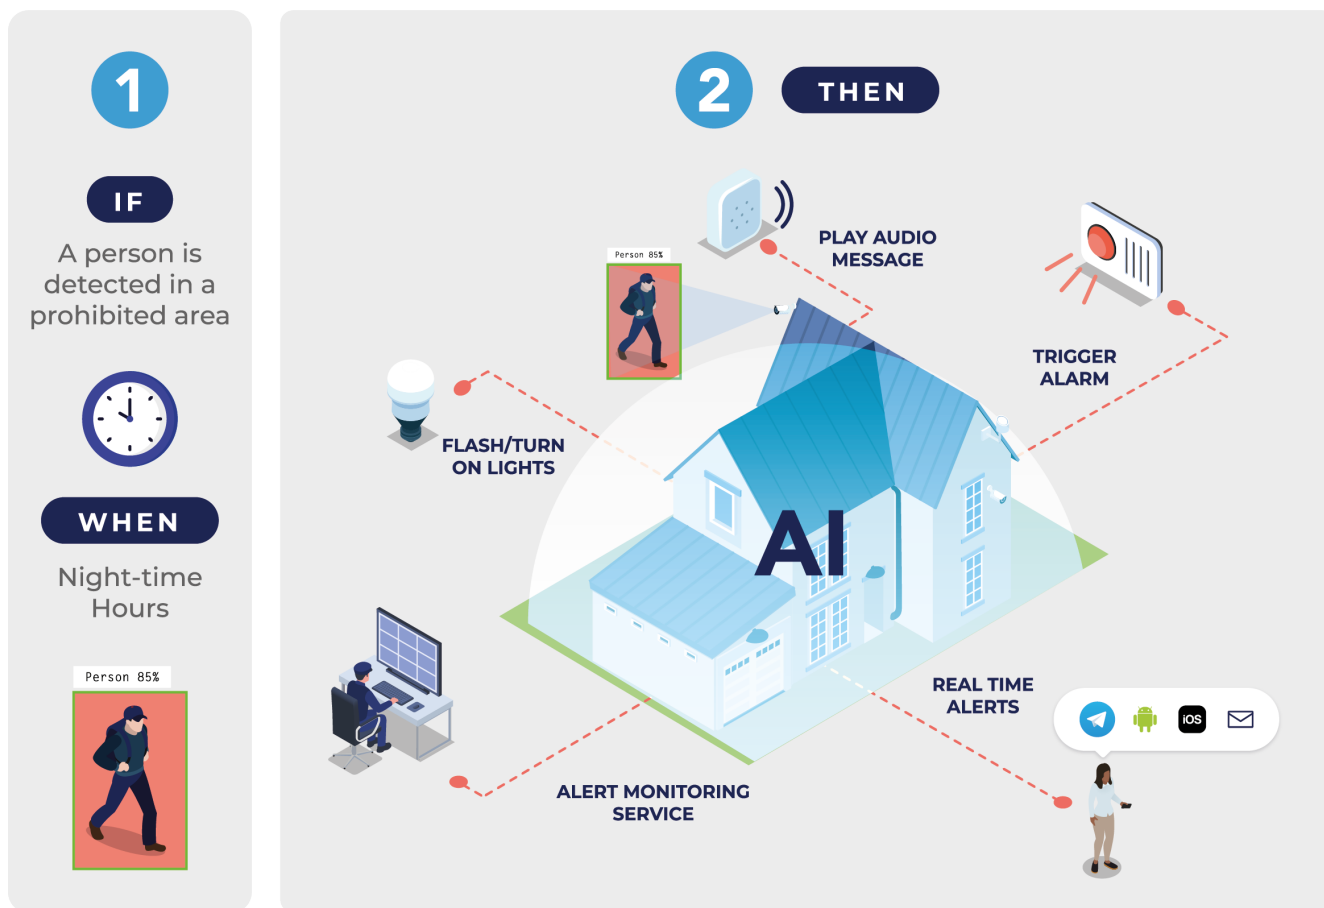 1
IF
A person is
detected in a
prohibited area
WHEN
Night-time
Hours
Person 85%
2
THEN
PLAY AUDIO
MESSAGE
Person 85%
TRIGGER
ALARM
FLASH/TURN
ON LIGHTS
AI
REAL TIME
ALERTS
iOS
ALERT MONITORING
SERVICE